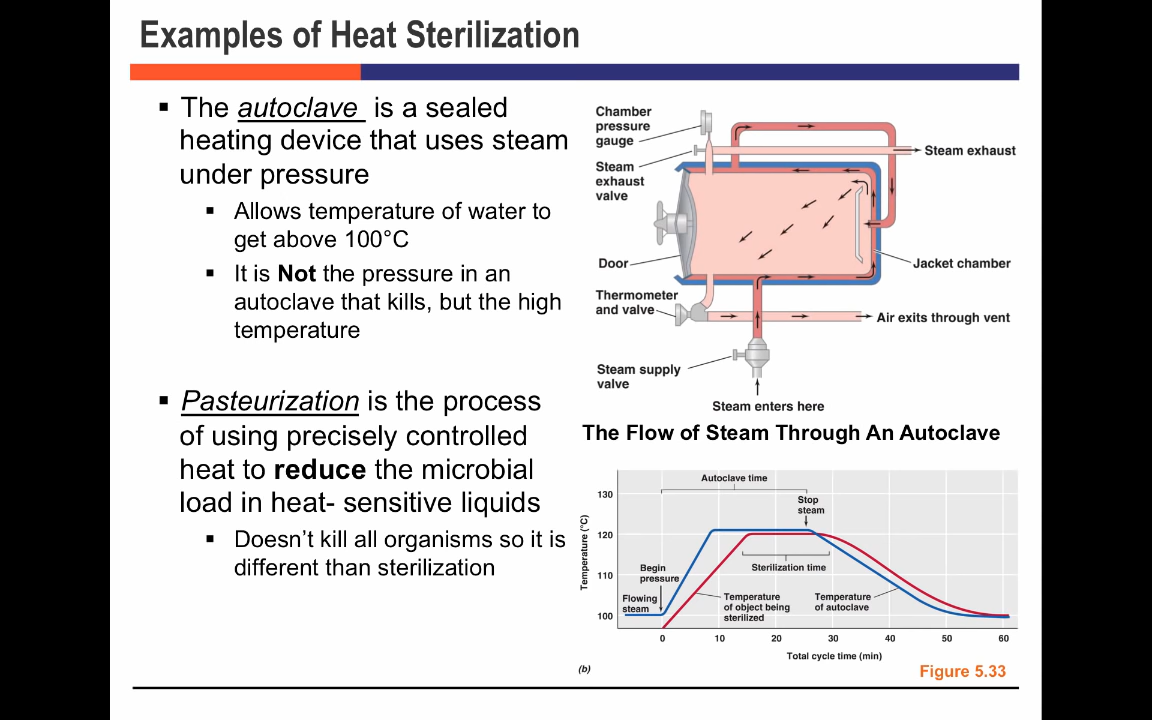 Examples of Heat Sterilization
▪ The autoclave is a sealed
heating device that uses steam
under pressure
▪ Allows temperature of water to
get above 100°C
▪ It is Not the pressure in an
autoclave that kills, but the high
temperature
▪ Pasteurization is the process
of using precisely controlled
heat to reduce the microbial
load in heat- sensitive liquids
▪ Doesn’t kill all organisms so it is
different than sterilization
Chamber
pressure
gauge
Steam
exhaust
valve
Steam exhaust
Door
Jacket chamber
Thermometer
and valve
Air exits through vent
Steam supply
valve
Steam enters here
The Flow of Steam Through An Autoclave
Temperature (°C)
130
120
110
100
Autoclave time
Stop
steam
Begin
pressure
Sterilization time
Flowing
steam
Temperature
of object being
sterilized
Temperature
of autoclave
0 10 20 30 40 50 60
Total cycle time (min)
(b)
Figure 5.33